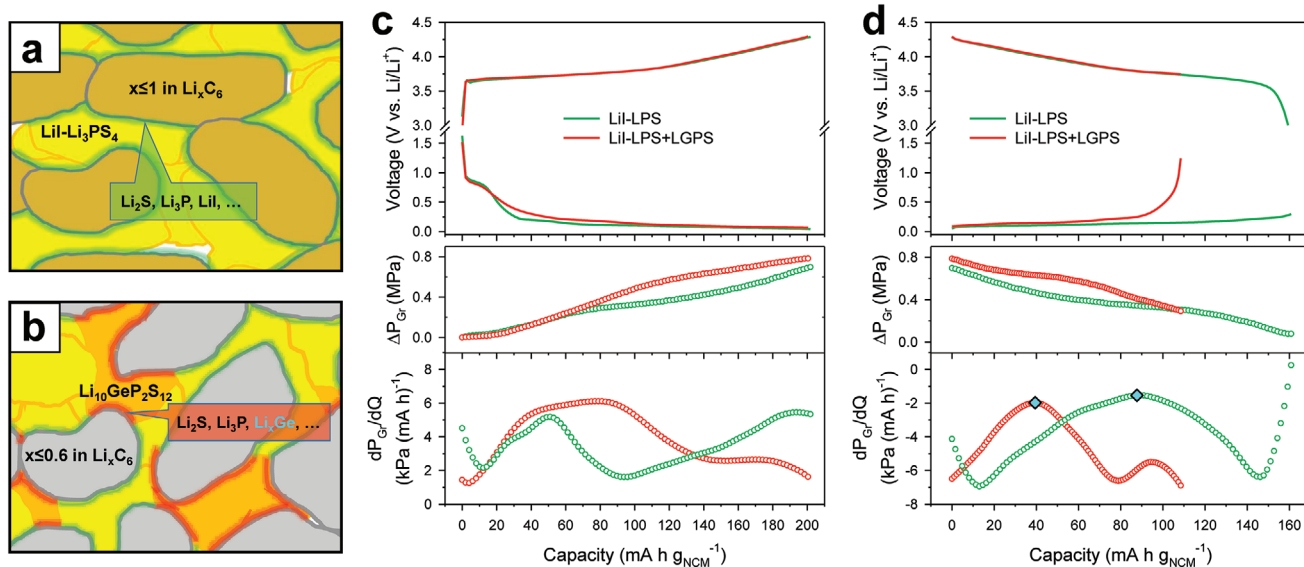 a
x≤1 in LixC6
LiI-Li3PS4
Li2S, Li3P, LiI, …
b
Li10GeP2S12
Li2S, Li3P, LixGe, …
x≤0.6 in LixC6
c
Voltage (V vs. Li/Li+)
4.5
4.0
3.5
3.0
1.5
1.0
0.5
0.0
LiI-LPS
LiI-LPS+LGPS
ΔPGr (MPa)
0.8
0.4
0.0
dPGr/dQ
(kPa (mA h)-1)
8
6
4
2
0
0 20 40 60 80 100 120 140 160 180 200
Capacity (mA h gNCM-1)
d
Voltage (V vs. Li/Li+)
4.5
4.0
3.5
3.0
1.5
1.0
0.5
0.0
LiI-LPS
LiI-LPS+LGPS
ΔPGr (MPa)
0.8
0.4
0.0
dPGr/dQ
(kPa (mA h)-1)
0
-2
-4
-6
-8
0 20 40 60 80 100 120 140 160
Capacity (mA h gNCM-1)